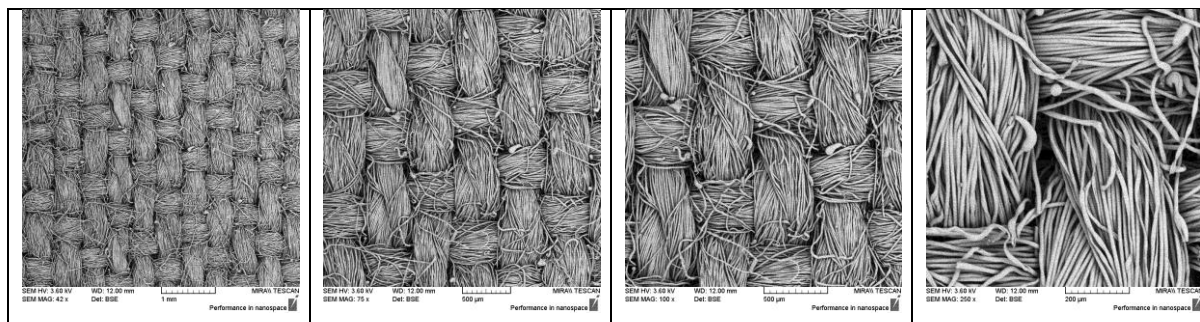 SEM HV: 3.60 kV WD: 12.00 mm MIRA\\ TESCAN
SEM MAG: 42 x Det: BSE 1 mm
Performance in nanospace
SEM HV: 3.60 kV WD: 12.00 mm MIRA\\ TESCAN
SEM MAG: 75 x Det: BSE 500 µm
Performance in nanospace
SEM HV: 3.60 kV WD: 12.00 mm MIRA\\ TESCAN
SEM MAG: 100 x Det: BSE 500 µm
Performance in nanospace
SEM HV: 3.60 kV WD: 12.00 mm MIRA\\ TESCAN
SEM MAG: 250 x Det: BSE 200 µm
Performance in nanospace